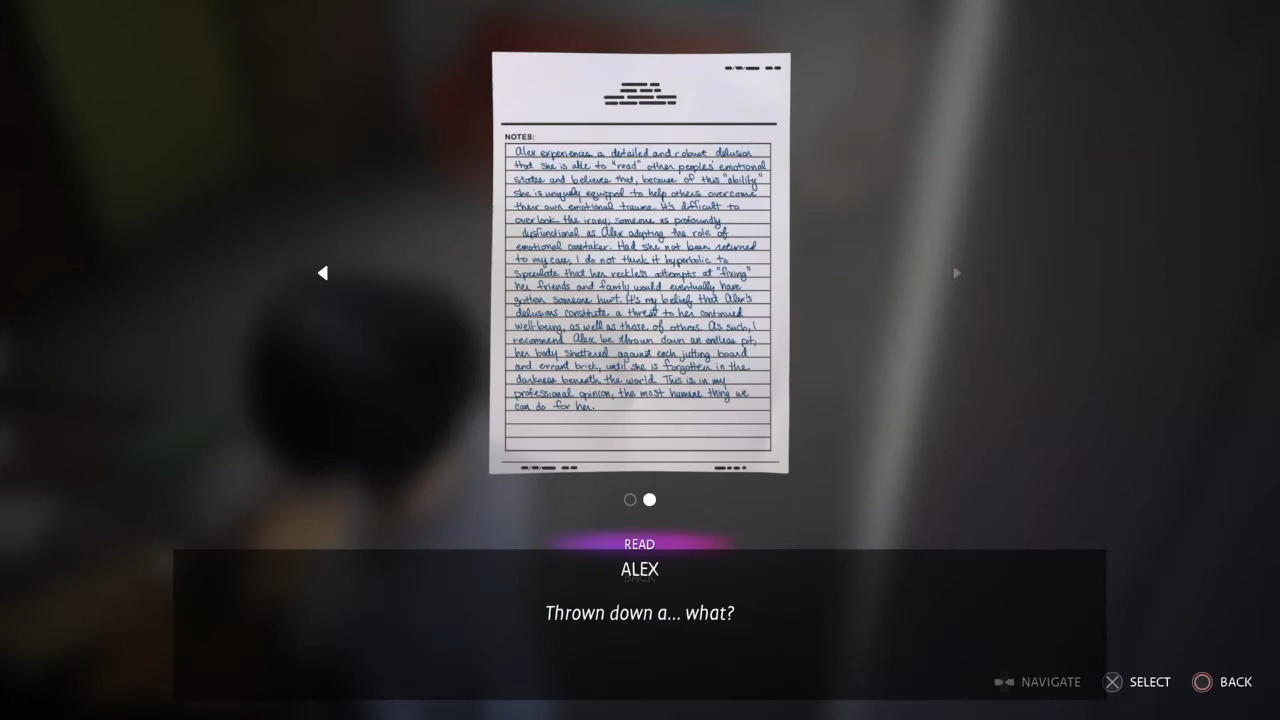 NOTES:
Alex experiences a detailed and robust delusion
that she is able to "read" other peoples' emotional
states and believes that, because of this "ability"
she is uniquely equipped to help others overcome
their own emotional trauma. It's difficult to
overlook the irony; someone as profoundly
dysfunctional as Alex adopting the role of
emotional caretaker. Had she not been returned
to my care, I do not think it hyperbolic to
speculate that her reckless attempts at "fixing"
her friends and family would eventually have
gotten someone hurt. It's my belief that Alex's
delusions constitute a threat to her continued
well-being, as well as those of others. As such, I
recommend Alex be thrown down an endless pit,
her body shattered against each jutting board
and errant brick, until she is forgotten in the
darkness beneath the world. This is in my
professional opinion, the most humane thing we
can do for her.
READ
BACK
ALEX
Thrown down a... what?
NAVIGATE SELECT BACK